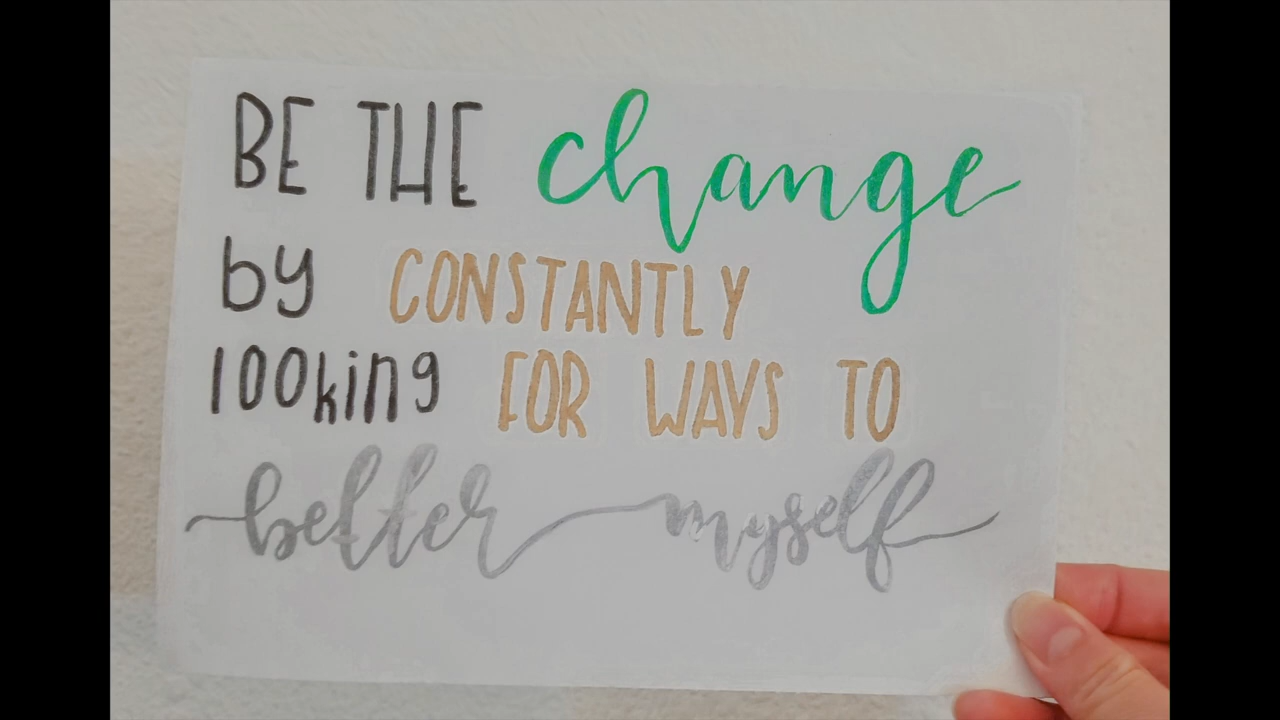 BE THE change
by CONSTANTLY
looking FOR WAYS TO
better myself